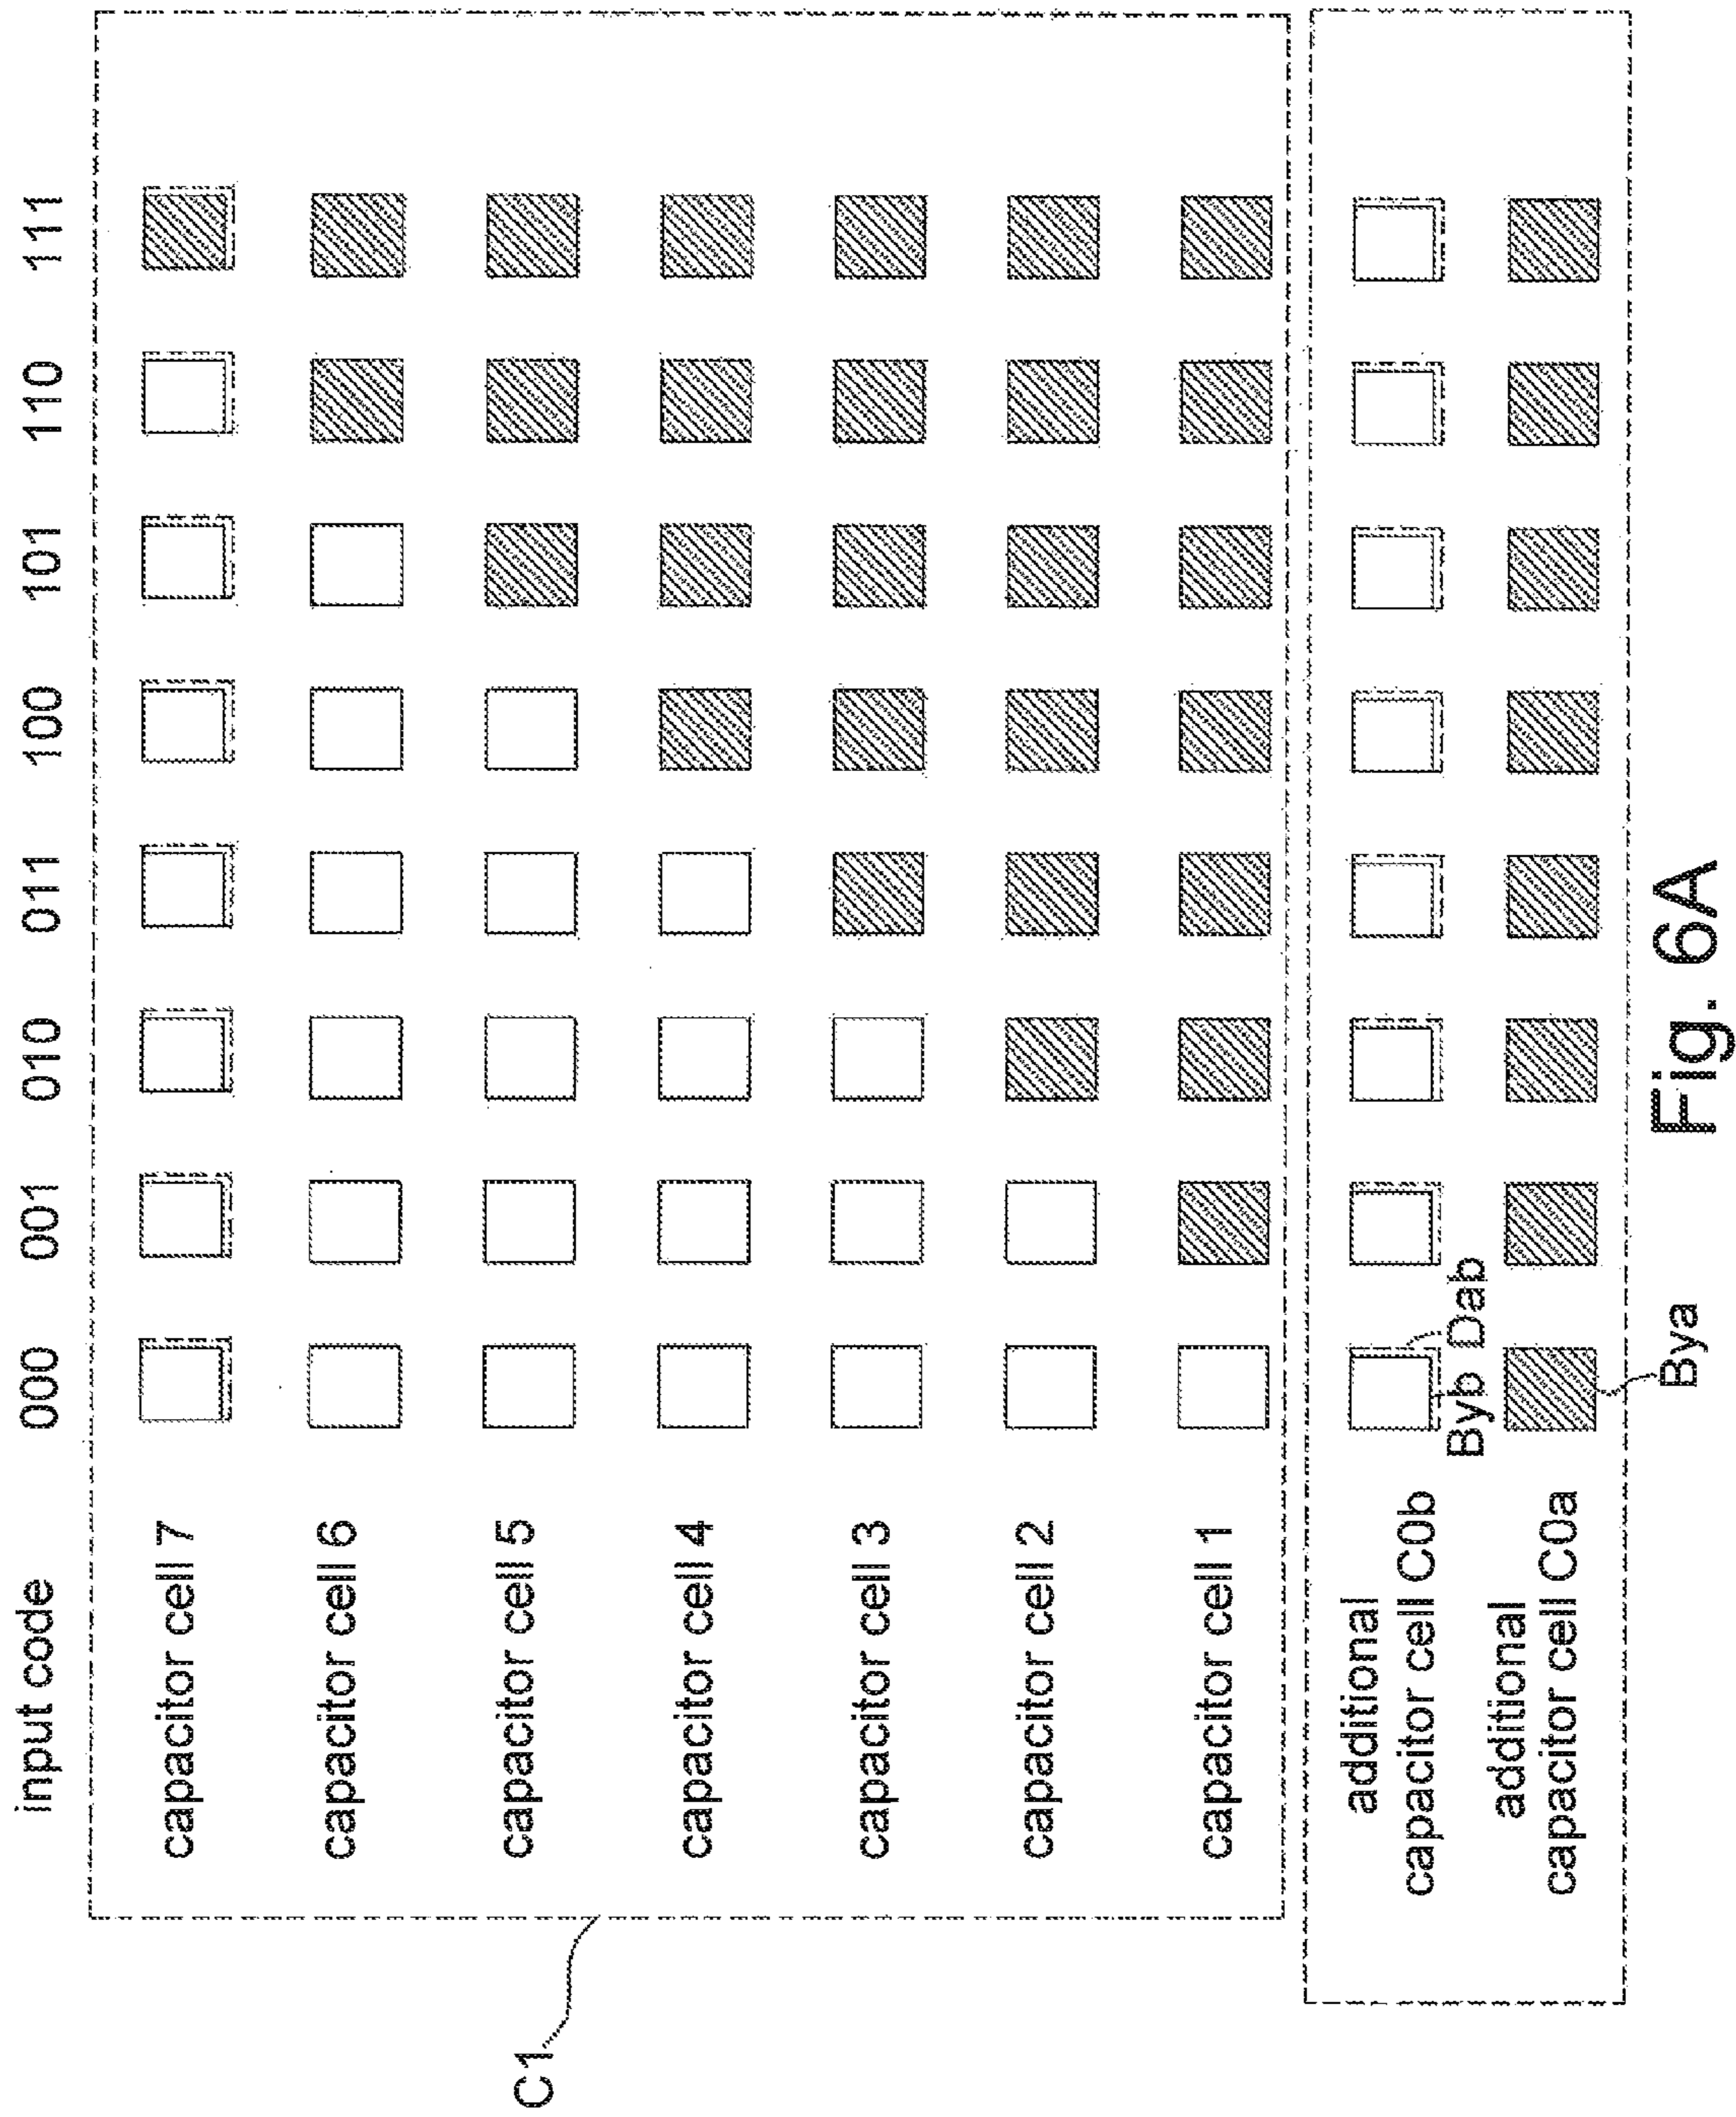 input code 000 001 010 011 100 101 110 111
capacitor cell 7
capacitor cell 6
capacitor cell 5
capacitor cell 4
capacitor cell 3
capacitor cell 2
capacitor cell 1
C1
additional
capacitor cell C0b
Byb Dab
additional
capacitor cell C0a
Bya
Fig. 6A